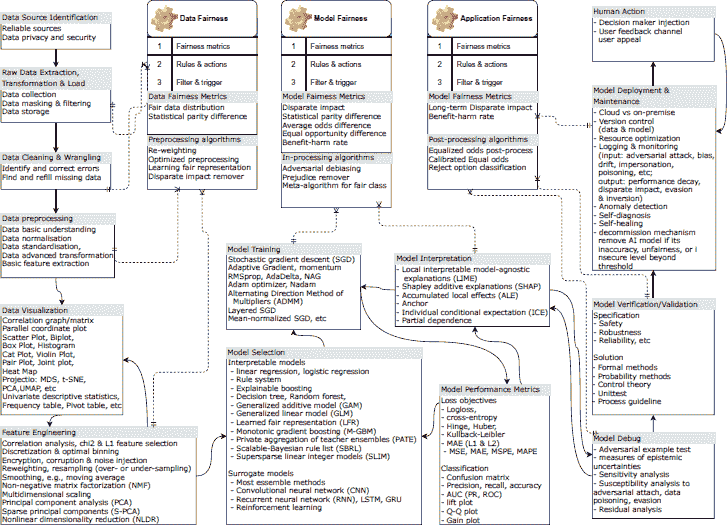 Data Source Identification
Reliable sources
Data privacy and security
Raw Data Extraction,
Transformation & Load
Data collection
Data masking & filtering
Data storage
Data Cleaning & Wrangling
Identify and correct errors
Find and refill missing data
Data preprocessing
Data basic understanding
Data normalisation
Data standardisation,
Data advanced transformation
Basic feature extraction
Data Visualization
Correlation graph/matrix
Parallel coordinate plot
Scatter Plot, Biplot,
Box Plot, Histogram
Cat Plot, Violin Plot,
Pair Plot, Joint plot,
Heat Map
Projectio: MDS, t-SNE,
PCA,UMAP, etc
Univariate descriptive statistics,
Frequency table, Pivot table, etc
Feature Engineering
Correlation analysis, chi2 & L1 feature selection
Discretization & optimal binning
Encryption, corruption & noise injection
Reweighting, resampling (over- or under-sampling)
Smoothing, e.g., moving average
Non-negative matrix factorization (NMF)
Multidimensional scaling
Principal component analysis (PCA)
Sparse principal components (S-PCA)
Nonlinear dimensionality reduction (NLDR)
Data Fairness
1 Fairness metrics
2 Rules & actions
3 Filter & trigger
Data Fairness Metrics
Fair data distribution
Statistical parity difference
Preprocessing algorithms
Re-weighting
Optimized preprocessing
Learning fair representation
Disparate impact remover
Model Fairness
1 Fairness metrics
2 Rules & actions
3 Filter & trigger
Model Fairness Metrics
Disparate impact
Statistical parity difference
Average odds difference
Equal opportunity difference
Benefit-harm rate
In-processing algorithms
Adversarial debiasing
Prejudice remover
Meta-algorithm for fair class
Application Fairness
1 Fairness metrics
2 Rules & actions
3 Filter & trigger
Model Fairness Metrics
Long-term Disparate impact
Benefit-harm rate
Post-processing algorithms
Equalized odds post-process
Calibrated Equal odds
Reject option classification
Model Training
Stochastic gradient descent (SGD)
Adaptive Gradient, momentum
RMSprop, AdaDelta, NAG
Adam optimizer, Nadam
Alternating Direction Method of
Multipliers (ADMM)
Layered SGD
Mean-normalized SGD, etc
Model Interpretation
- Local interpretable model-agnostic
explanations (LIME)
- Shapley additive explanations (SHAP)
- Accumulated local effects (ALE)
- Anchor
- Individual conditional expectation (ICE)
- Partial dependence
Model Selection
Interpretable models
- linear regression, logistic regression
- Rule system
- Explainable boosting
- Decision tree, Random forest,
- Generalized additive model (GAM)
- Generalized linear model (GLM)
- Learned fair representation (LFR)
- Monotonic gradient boosting (M-GBM)
- Private aggregation of teacher ensembles (PATE)
- Scalable-Bayesian rule list (SBRL)
- Supersparse linear integer models (SLIM)
Surrogate models
- Most essemble methods
- Convolutional neural network (CNN)
- Recurrent neural network (RNN), LSTM, GRU
- Reinforcement learning
Model Performance Metrics
Loss objectives
- Logloss,
- cross-entropy
- Hinge, Huber,
- Kullback-Leibler
- MAE (L1 & L2)
- MSE, MAE, MSPE, MAPE
Classification
- Confusion matrix
- Precision, recall, accuracy
- AUC (PR, ROC)
- lift plot
- Q-Q plot
- Gain plot
Human Action
- Decision maker injection
- User feedback channel
user appeal
Model Deployment &
Maintenance
- Cloud vs on-premise
- Version control
(data & model)
- Resource optimization
- Logging & monitoring
(input: adversarial attack, bias,
drift, impersonation,
poisoning, etc;
output: performance decay,
disparate impact, evasion
& inversion)
- Anomaly detection
- Self-diagnosis
- Self-healing
- decommission mechanism
remove AI model if its
inaccuracy, unfairness, or i
nsecure level beyond
threshold
Model Verification/Validation
Specification
- Safety
- Robustness
- Reliability, etc
Solution
- Formal methods
- Probability methods
- Control theory
- Unittest
- Process guideline
Model Debug
- Adversarial example test
- measures of epistemic
uncertainties
- Sensitivity analysis
- Susceptibility analysis to
adversarial attack, data
poisoning, evasion
- Residual analysis